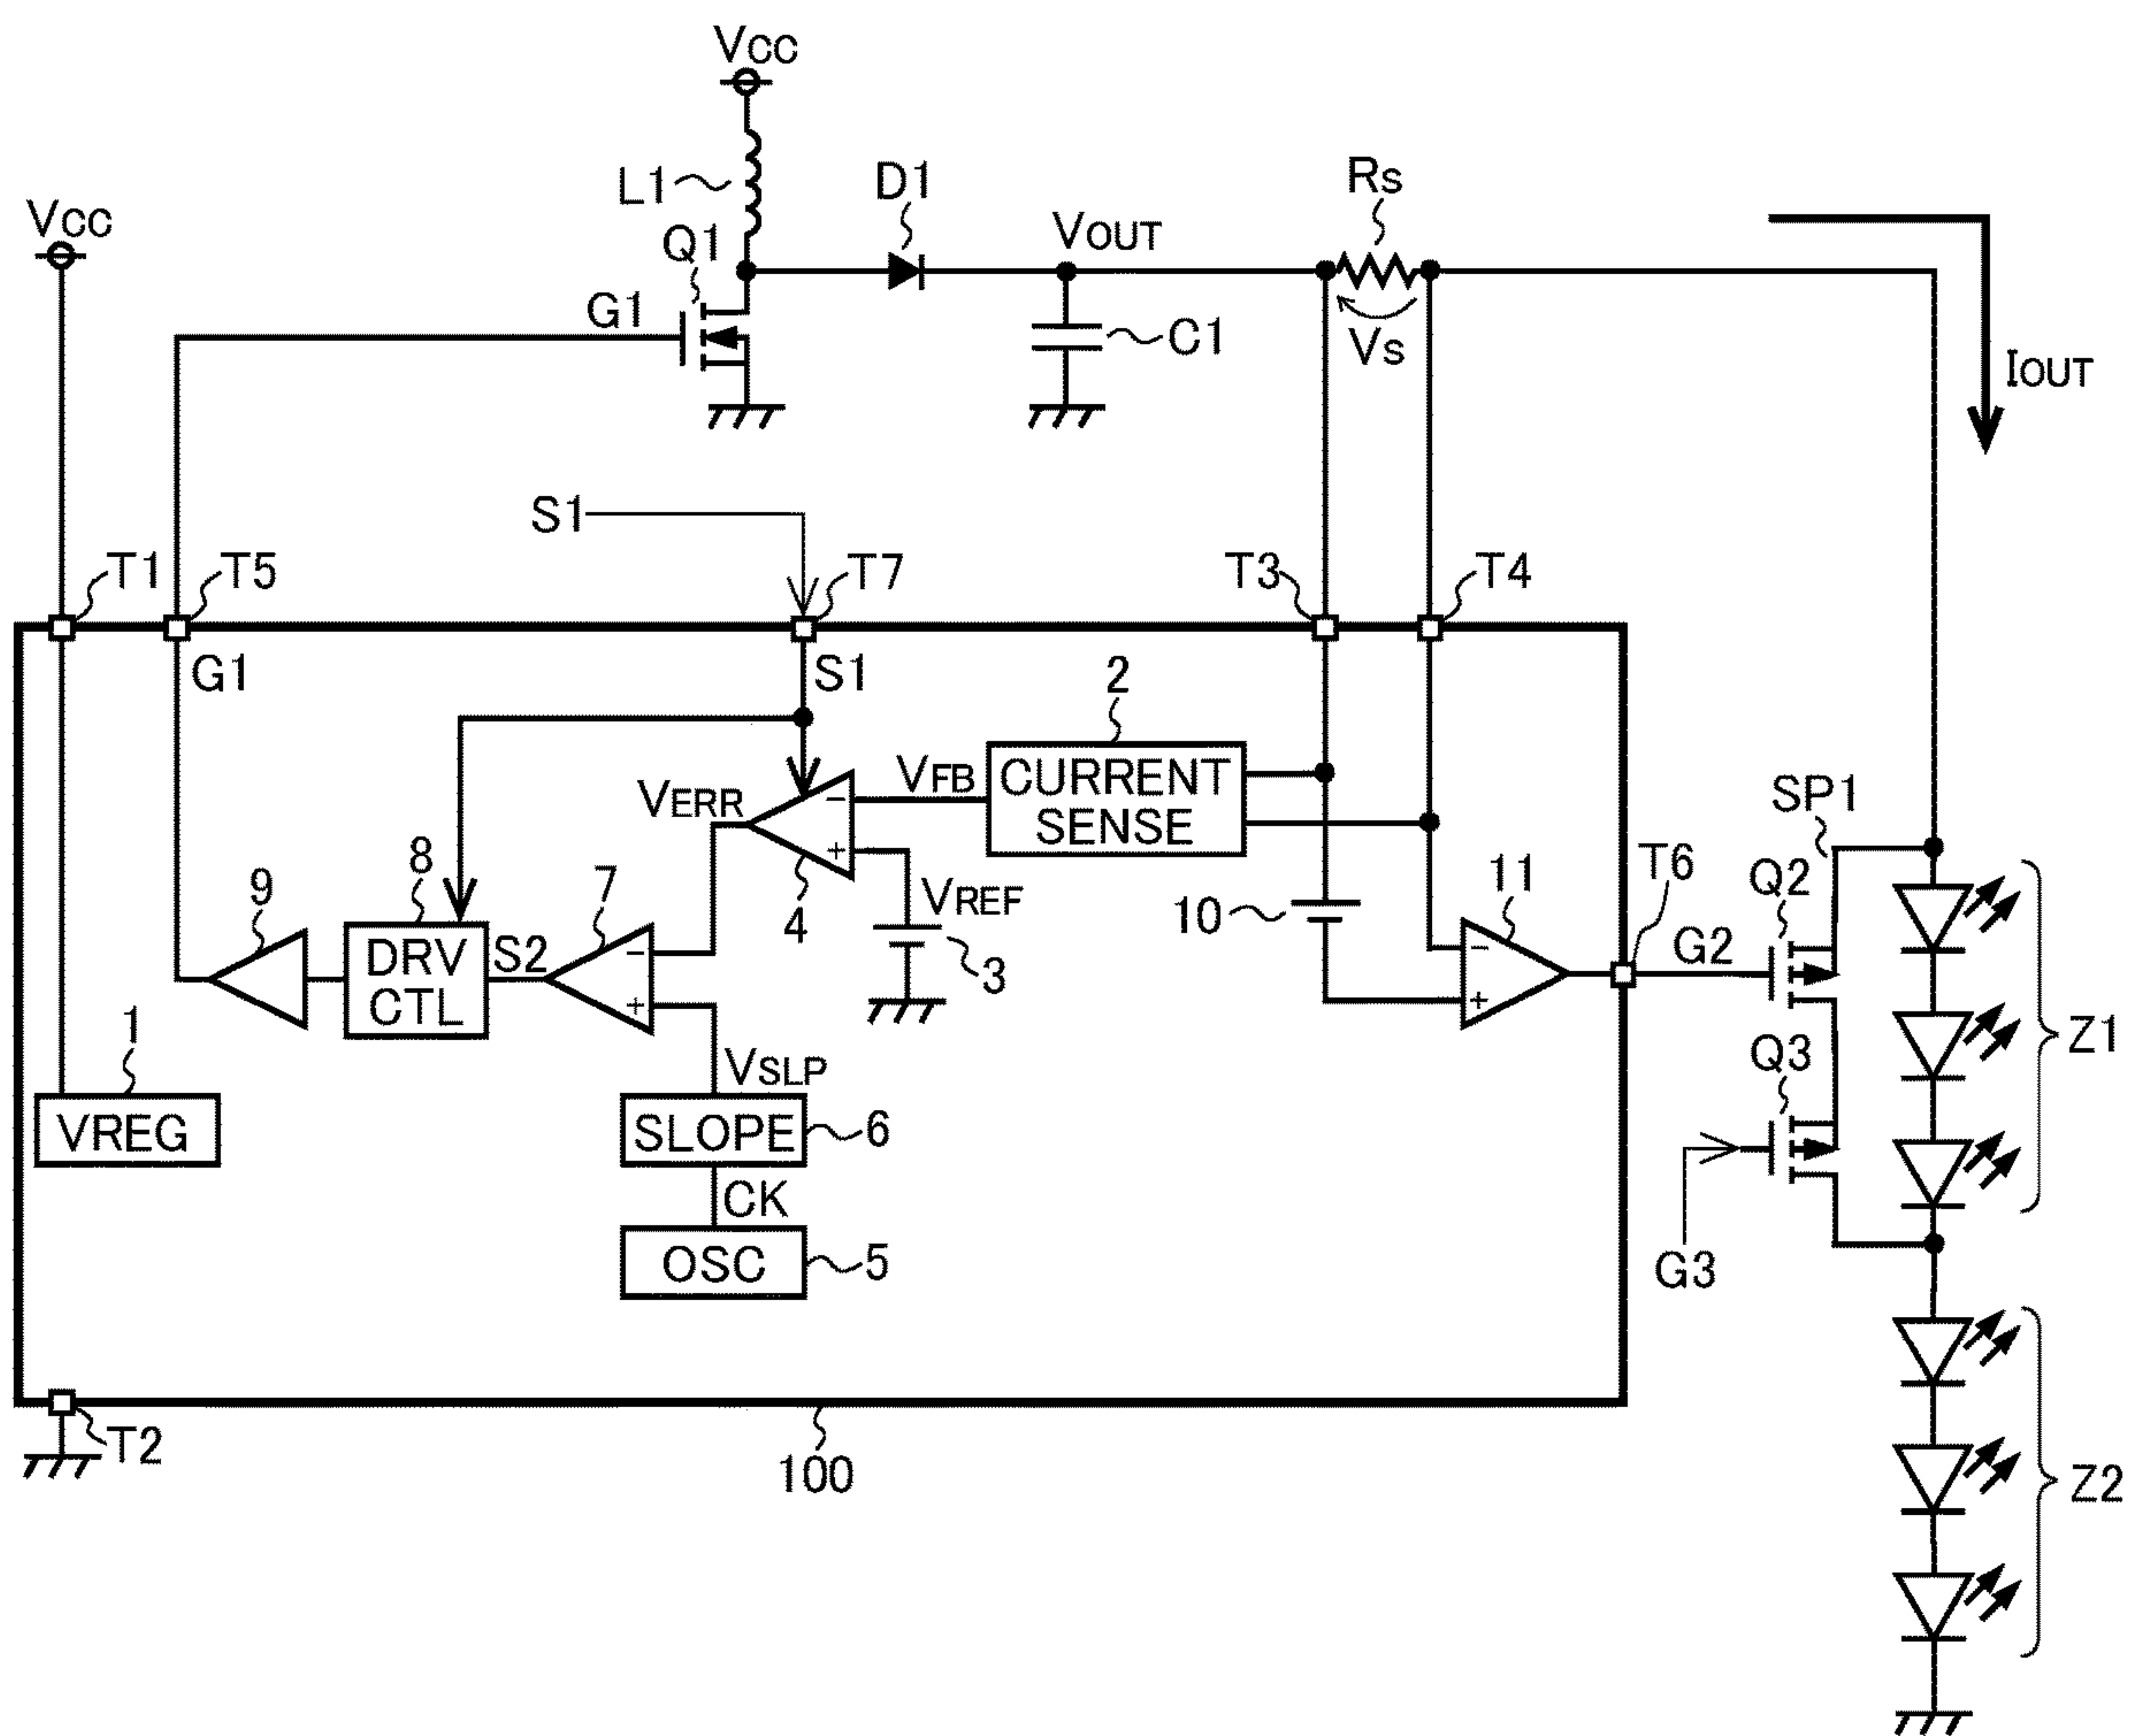 VCC
VCC
L1
D1
RS
Q1
VOUT
G1
C1
VS
IOUT
S1
T1
T5
T7
T3
T4
G1
S1
2
VFB
CURRENT
SENSE
VERR
SP1
8
7
11
T6
Q2
9
4
VREF
10
G2
DRV
CTL
S2
3
−
+
−
+
−
+
Z1
1
VSLP
Q3
VREG
SLOPE
6
CK
G3
OSC
5
T2
100
Z2